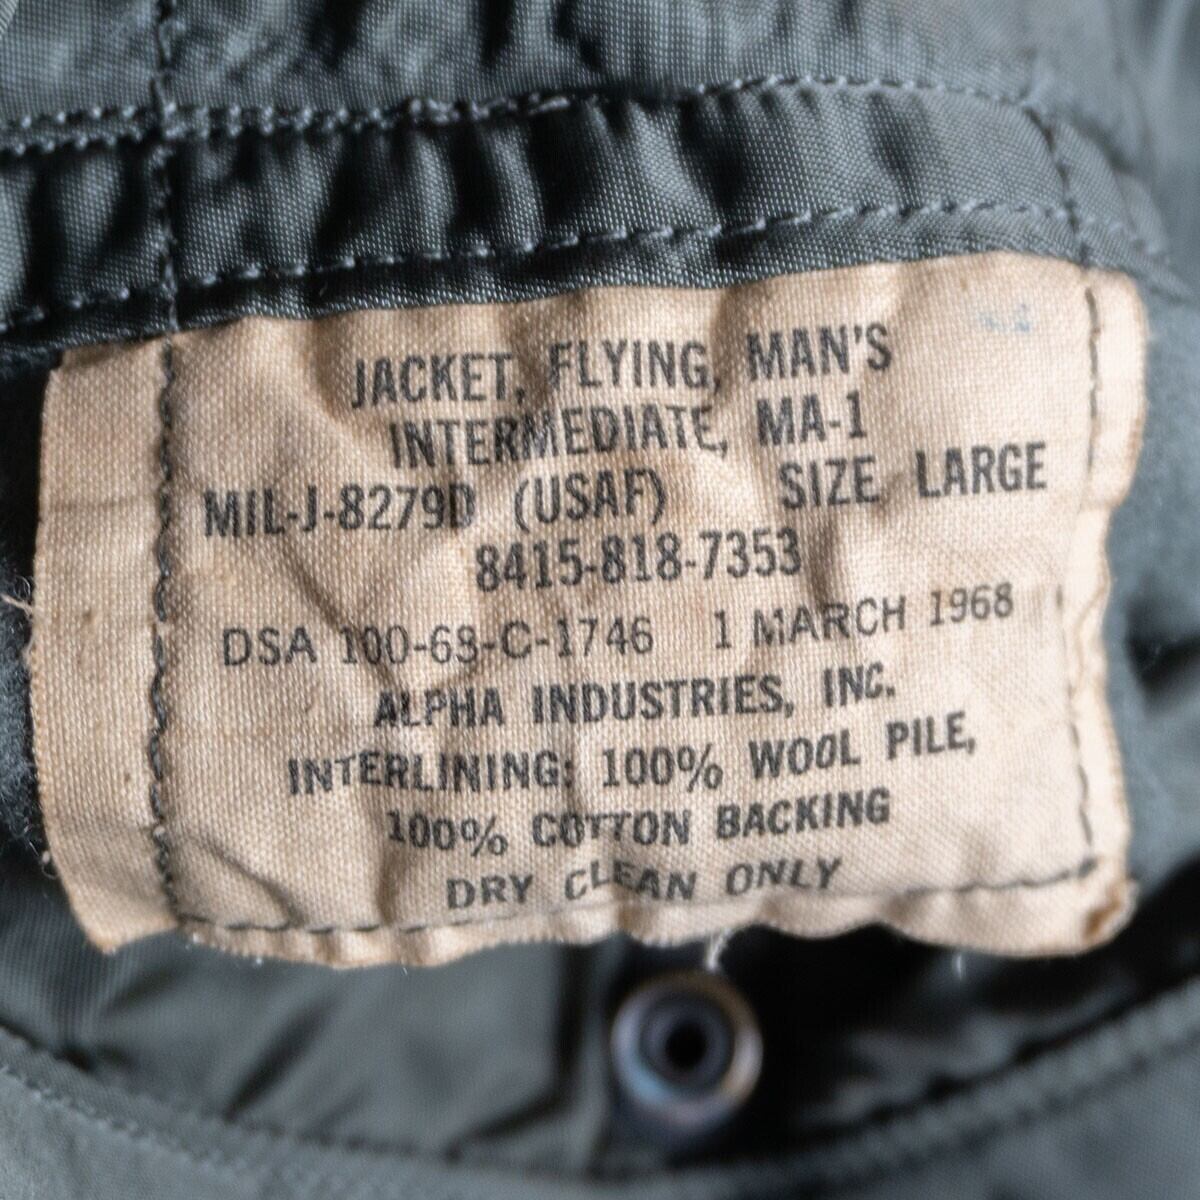 JACKET, FLYING, MAN'S
INTERMEDIATE, MA-1
MIL-J-8279D (USAF) SIZE LARGE
8415-818-7353
DSA 100-68-C-1746 1 MARCH 1968
ALPHA INDUSTRIES, INC.
INTERLINING: 100% WOOL PILE,
100% COTTON BACKING
DRY CLEAN ONLY